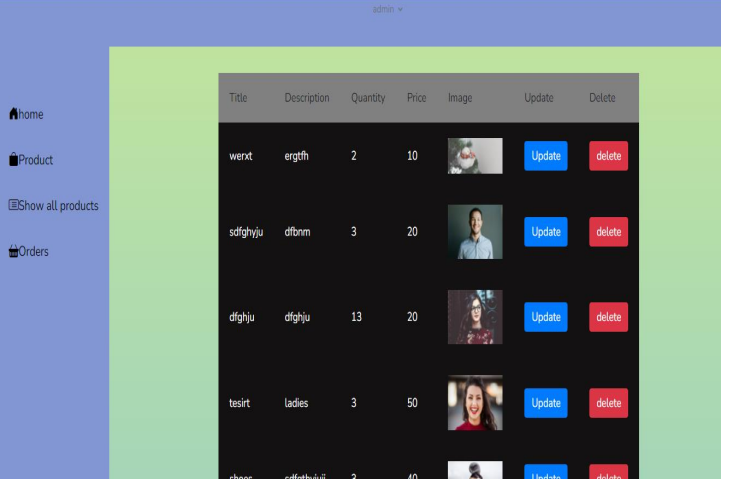 admin
home
Product
Show all products
Orders
Title Description Quantity Price Image Update Delete
werxt ergtfh 2 10 Update delete
sdfghyju dfbnm 3 20 Update delete
dfghju dfghju 13 20 Update delete
tesirt ladies 3 50 Update delete
shoes 3 40 Update delete